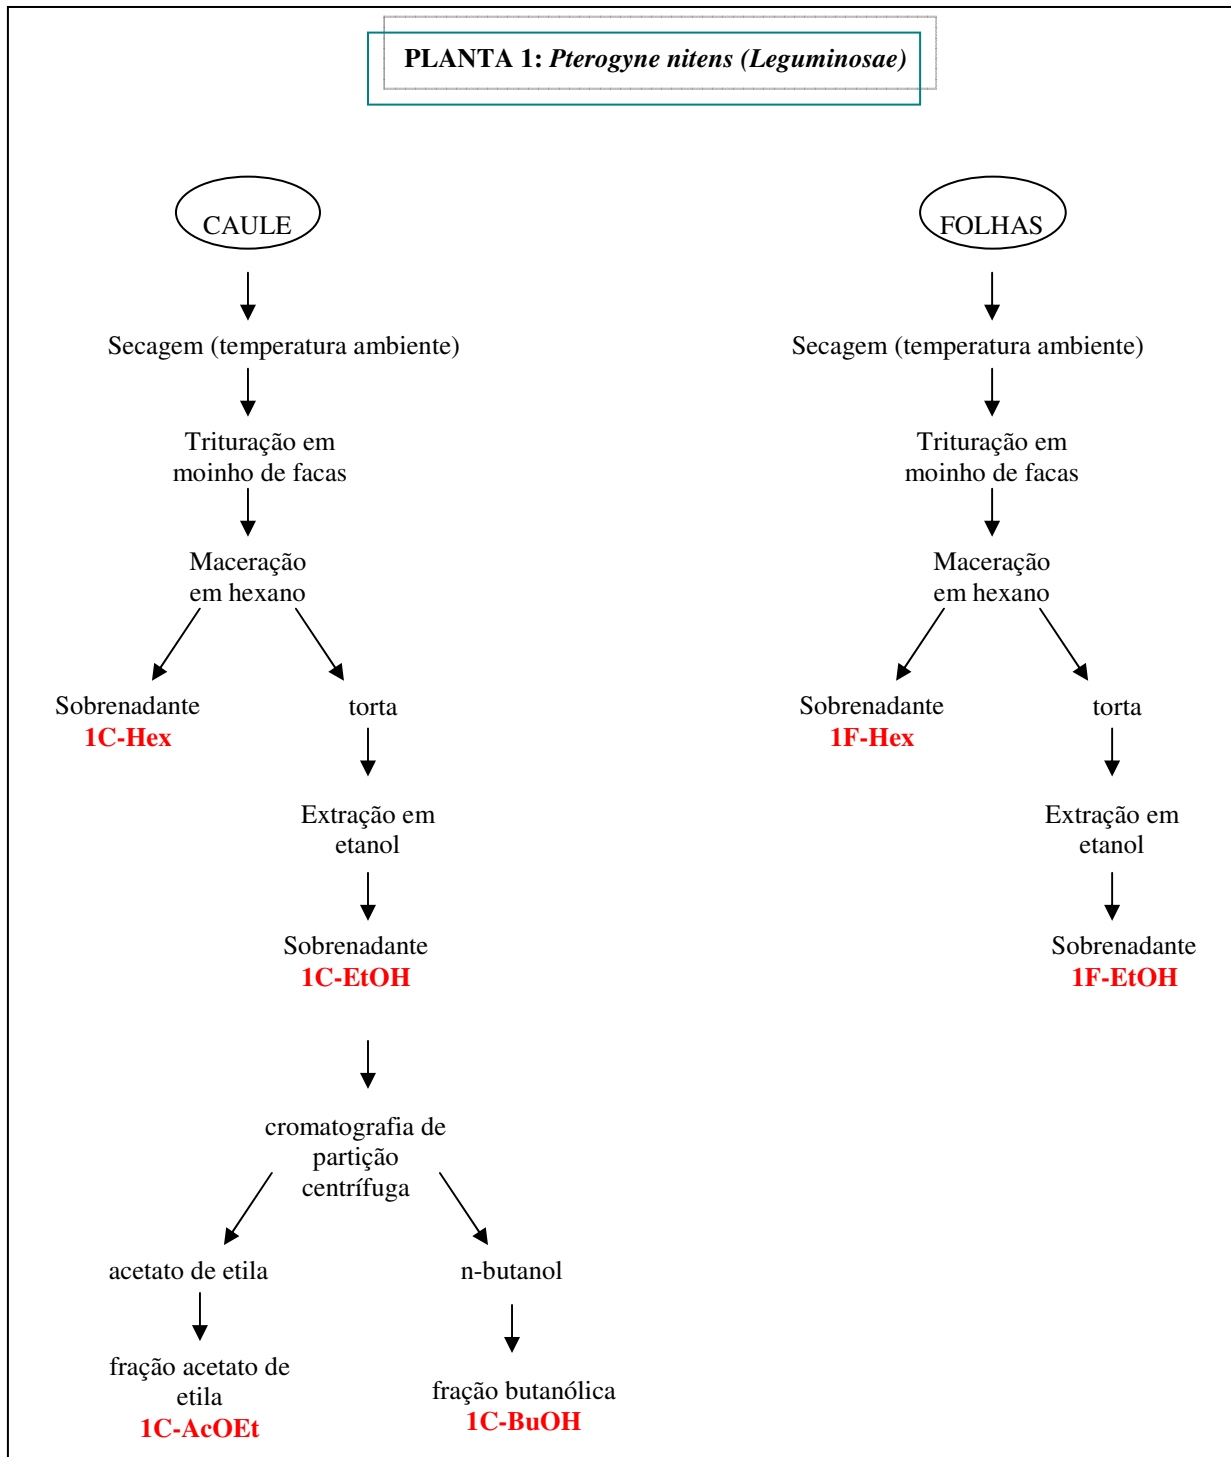 PLANTA 1: Pterogyne nitens (Leguminosae)
CAULE
Secagem (temperatura ambiente)
Trituração em
moinho de facas
Maceração
em hexano
Sobrenadante
1C-Hex
torta
Extração em
etanol
Sobrenadante
1C-EtOH
cromatografia de
partição
centrífuga
acetato de etila
fração acetato de
etila
1C-AcOEt
n-butanol
fração butanólica
1C-BuOH
FOLHAS
Secagem (temperatura ambiente)
Trituração em
moinho de facas
Maceração
em hexano
Sobrenadante
1F-Hex
torta
Extração em
etanol
Sobrenadante
1F-EtOH